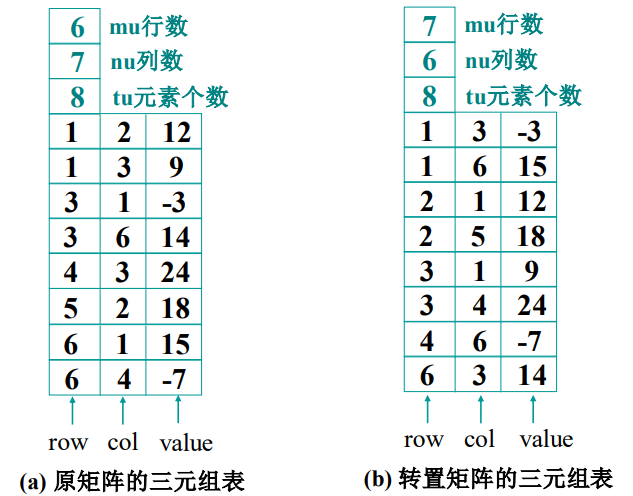 6 mu行数
7 nu列数
8 tu元素个数
1 2 12
1 3 9
3 1 -3
3 6 14
4 3 24
5 2 18
6 1 15
6 4 -7
row col value
(a) 原矩阵的三元组表
7 mu行数
6 nu列数
8 tu元素个数
1 3 -3
1 6 15
2 1 12
2 5 18
3 1 9
3 4 24
4 6 -7
6 3 14
row col value
(b) 转置矩阵的三元组表